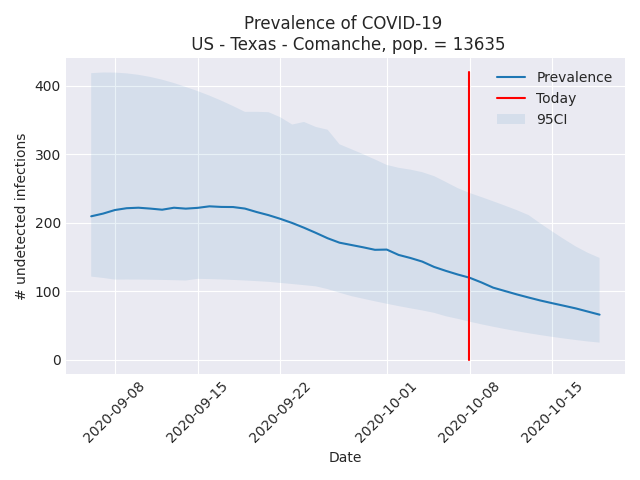 Prevalence of COVID-19
US - Texas - Comanche, pop. = 13635
Prevalence
Today
95CI
# undetected infections
400
300
200
100
0
2020-09-08
2020-09-15
2020-09-22
2020-10-01
2020-10-08
2020-10-15
Date